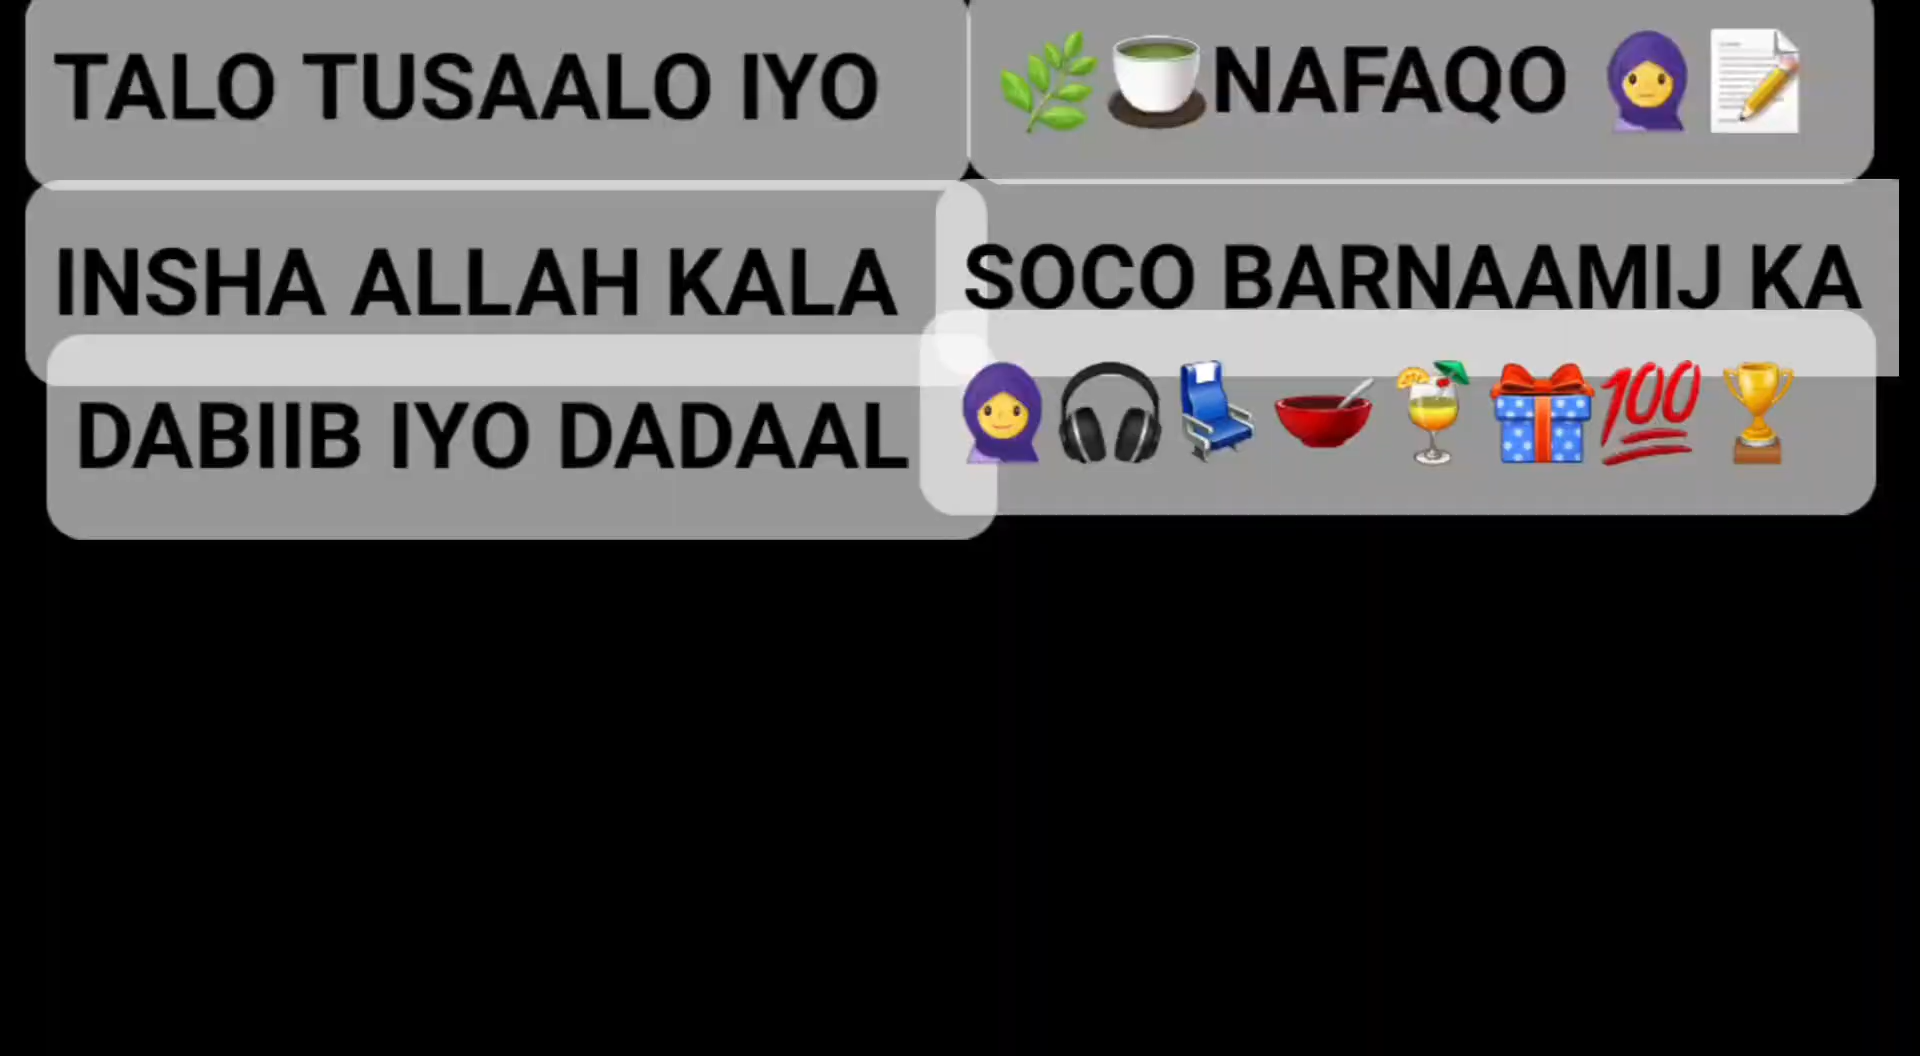 TALO TUSAALO IYO 🌿🍵NAFAQO 🧕📝
INSHA ALLAH KALA SOCO BARNAAMIJ KA
DABIIB IYO DADAAL 🧕🎧💺🥣🍹🎁💯🏆